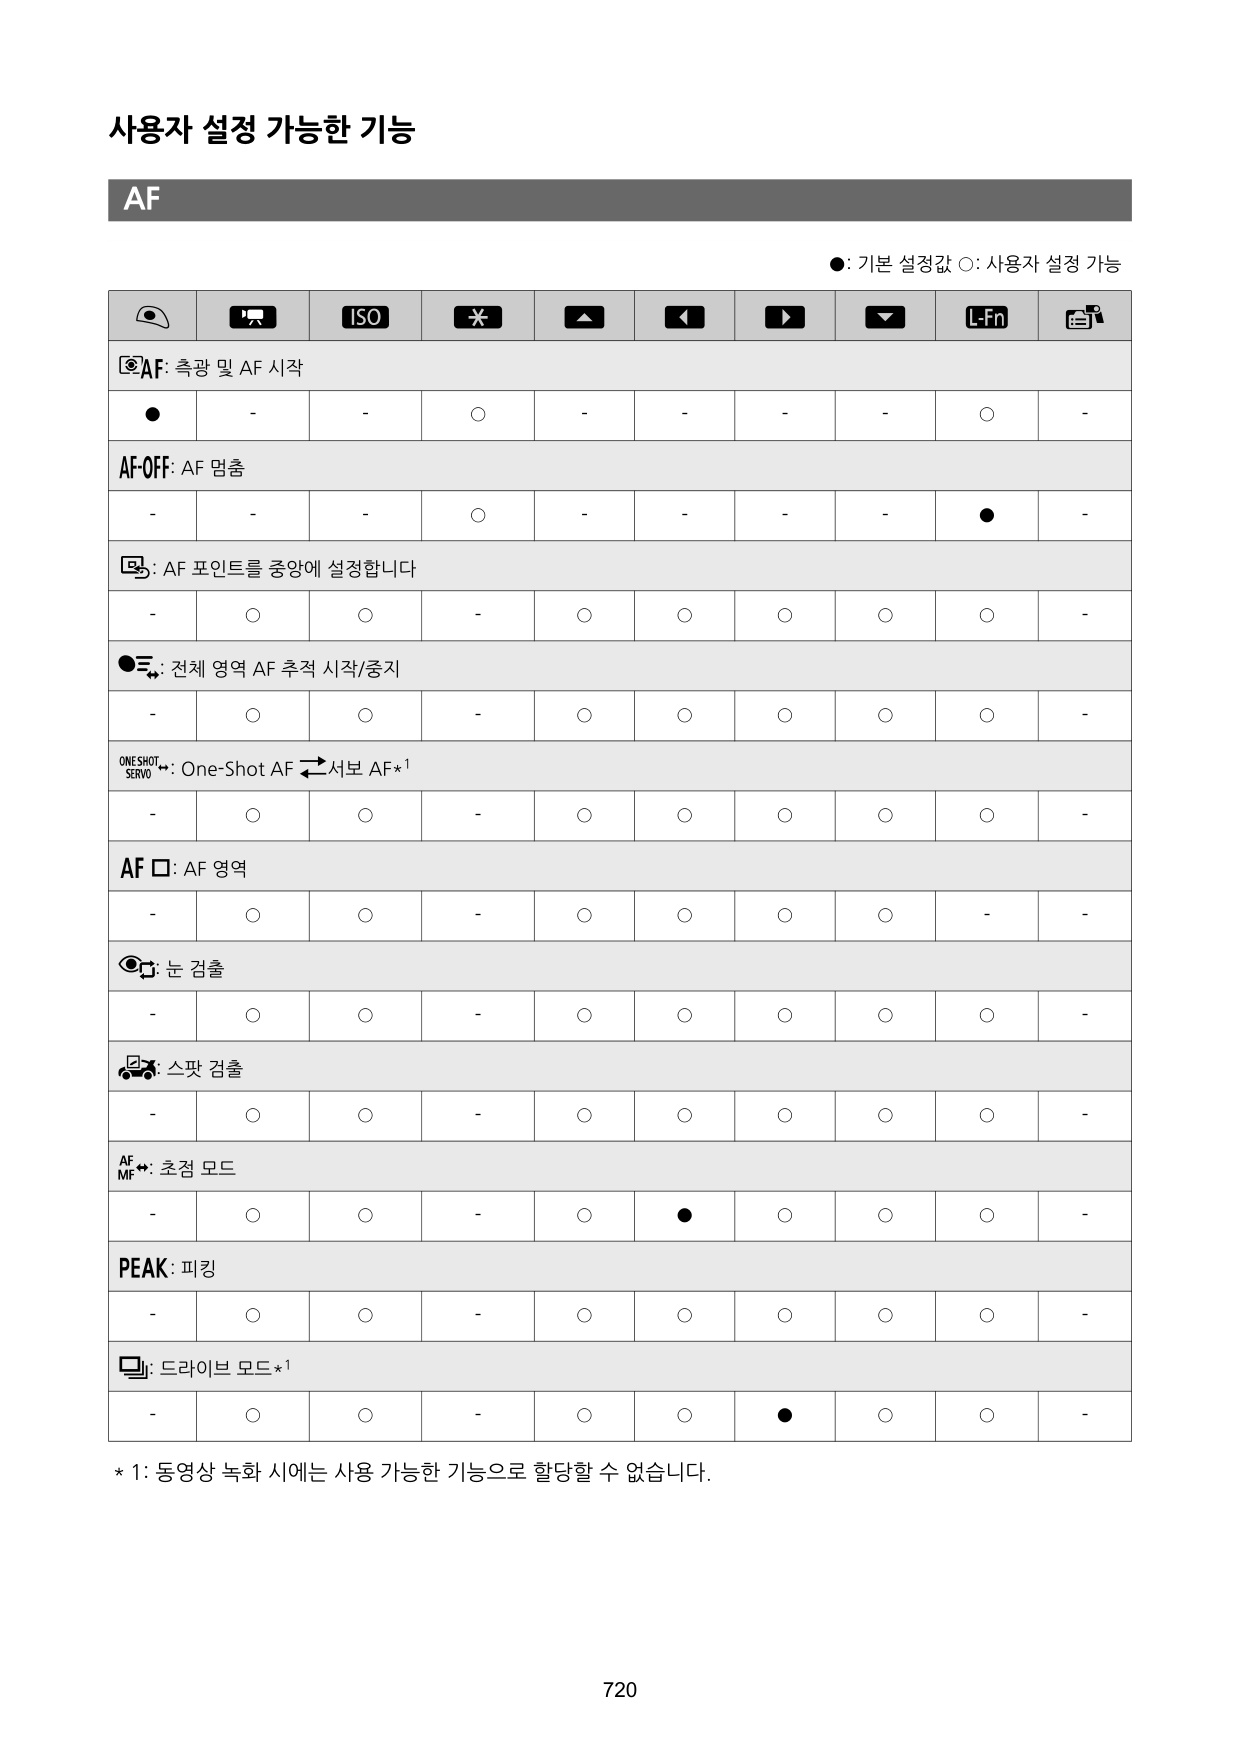 사용자 설정 가능한 기능
AF
●: 기본 설정값 ○: 사용자 설정 가능
ISO L-Fn
AF: 측광 및 AF 시작
● - - ○ - - - - ○ -
AF-OFF: AF 멈춤
- - - ○ - - - - ● -
: AF 포인트를 중앙에 설정합니다
- ○ ○ - ○ ○ ○ ○ ○ -
: 전체 영역 AF 추적 시작/중지
- ○ ○ - ○ ○ ○ ○ ○ -
ONE SHOT SERVO: One-Shot AF ⇄서보 AF*1
- ○ ○ - ○ ○ ○ ○ ○ -
AF □: AF 영역
- ○ ○ - ○ ○ ○ ○ - -
: 눈 검출
- ○ ○ - ○ ○ ○ ○ ○ -
: 스팟 검출
- ○ ○ - ○ ○ ○ ○ ○ -
AF MF↔: 초점 모드
- ○ ○ - ○ ● ○ ○ ○ -
PEAK: 피킹
- ○ ○ - ○ ○ ○ ○ ○ -
: 드라이브 모드*1
- ○ ○ - ○ ○ ● ○ ○ -
* 1: 동영상 녹화 시에는 사용 가능한 기능으로 할당할 수 없습니다.
720